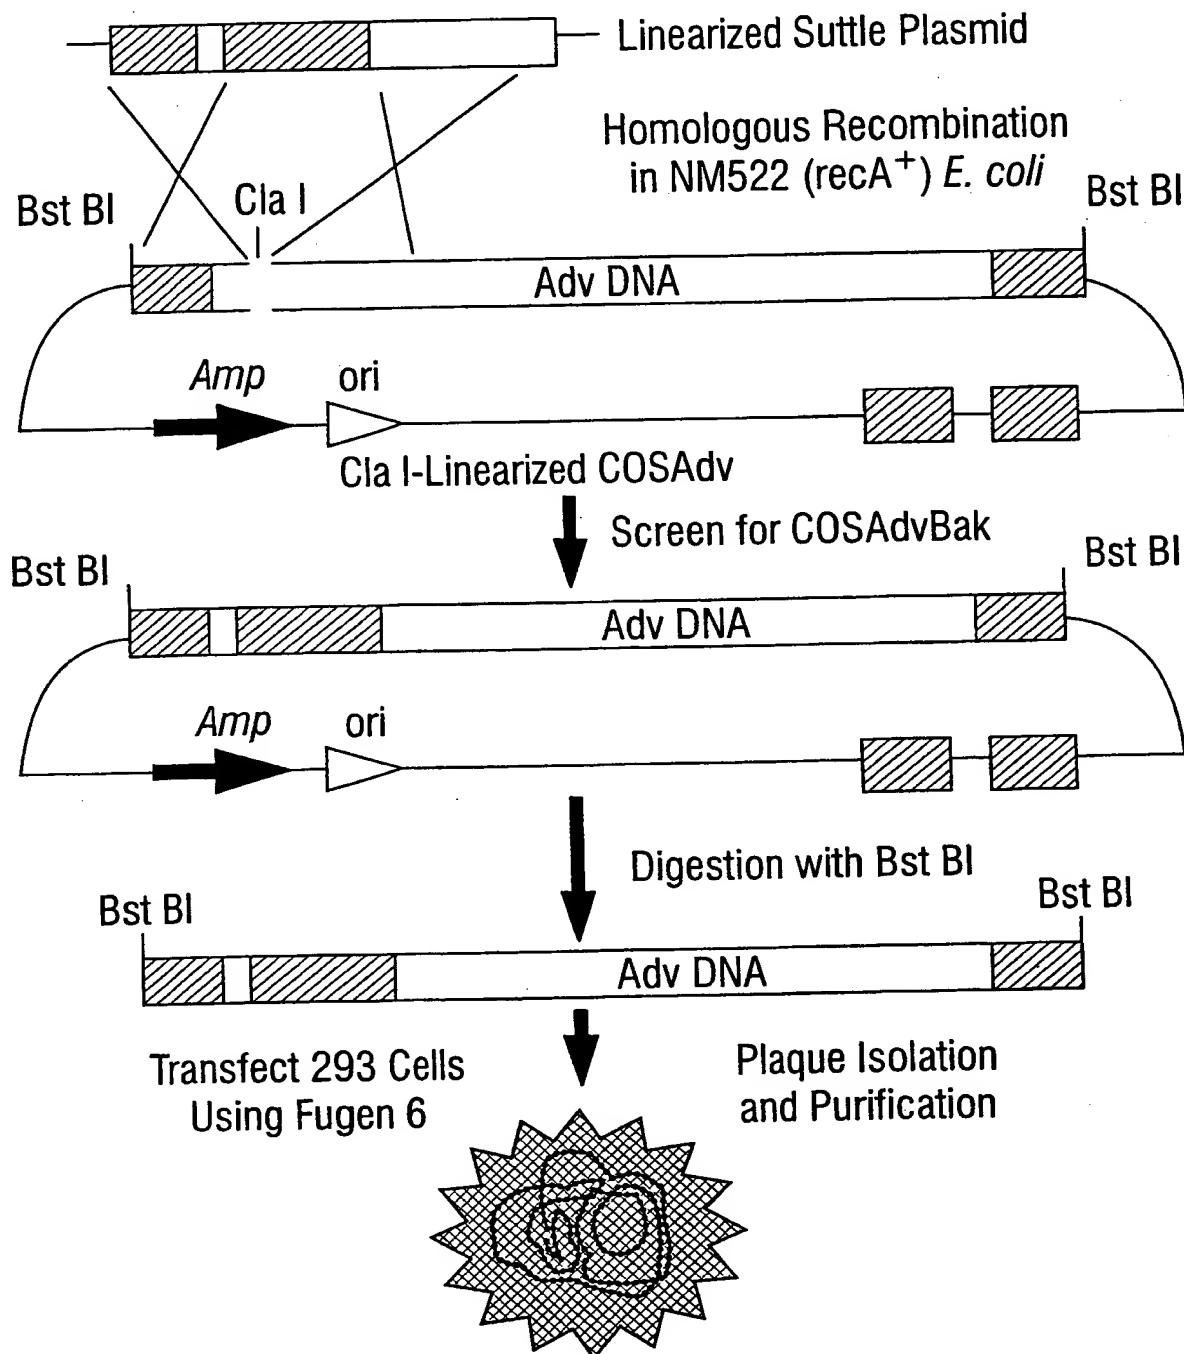 Linearized Suttle Plasmid
Homologous Recombination
in NM522 (recA+) E. coli
Bst BI
Cla I
Bst BI
Adv DNA
Amp
ori
Cla I-Linearized COSAdv
Screen for COSAdvBak
Bst BI
Bst BI
Adv DNA
Amp
ori
Digestion with Bst BI
Bst BI
Bst BI
Adv DNA
Transfect 293 Cells
Using Fugen 6
Plaque Isolation
and Purification